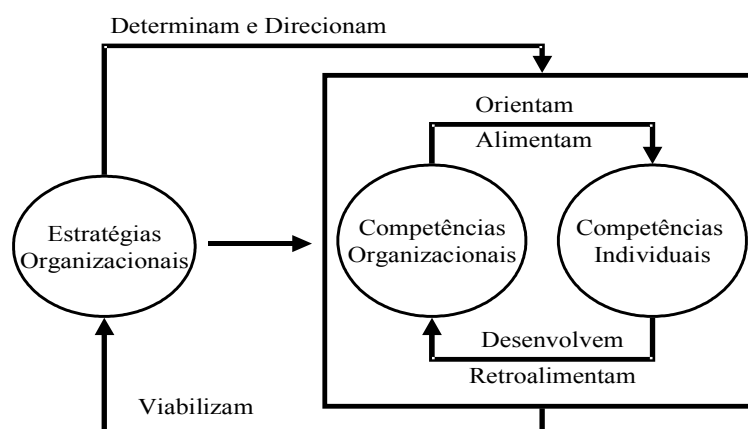 Determinam e Direcionam
Orientam
Alimentam
Estratégias
Organizacionais
Competências
Organizacionais
Competências
Individuais
Desenvolvem
Retroalimentam
Viabilizam